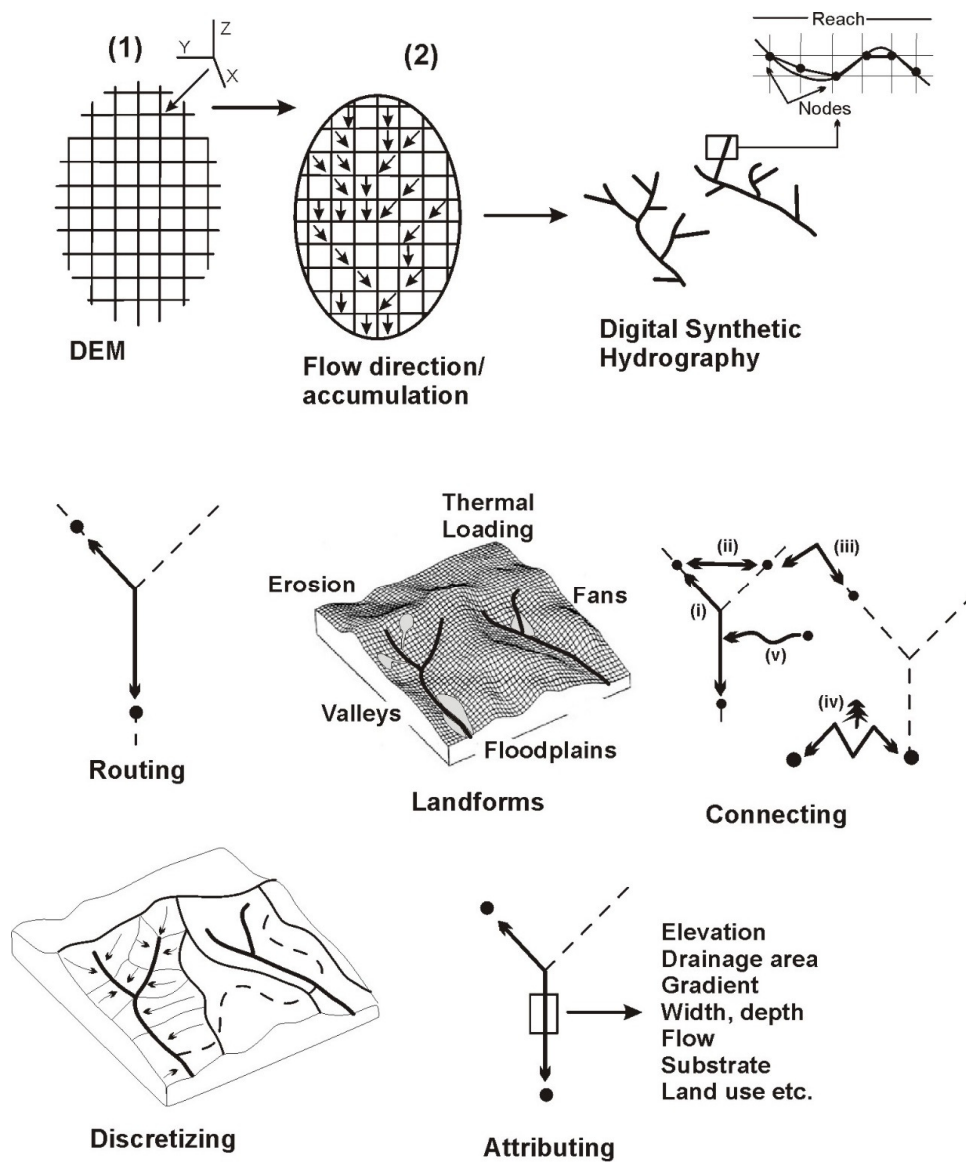 Reach
(1)
Z
Y
X
(2)
Nodes
DEM
Flow direction/
accumulation
Digital Synthetic
Hydrography
Thermal
Loading
Erosion
Fans
Valleys
Floodplains
Routing
Landforms
(i)
(ii)
(iii)
(iv)
(v)
Connecting
Discretizing
Elevation
Drainage area
Gradient
Width, depth
Flow
Substrate
Land use etc.
Attributing